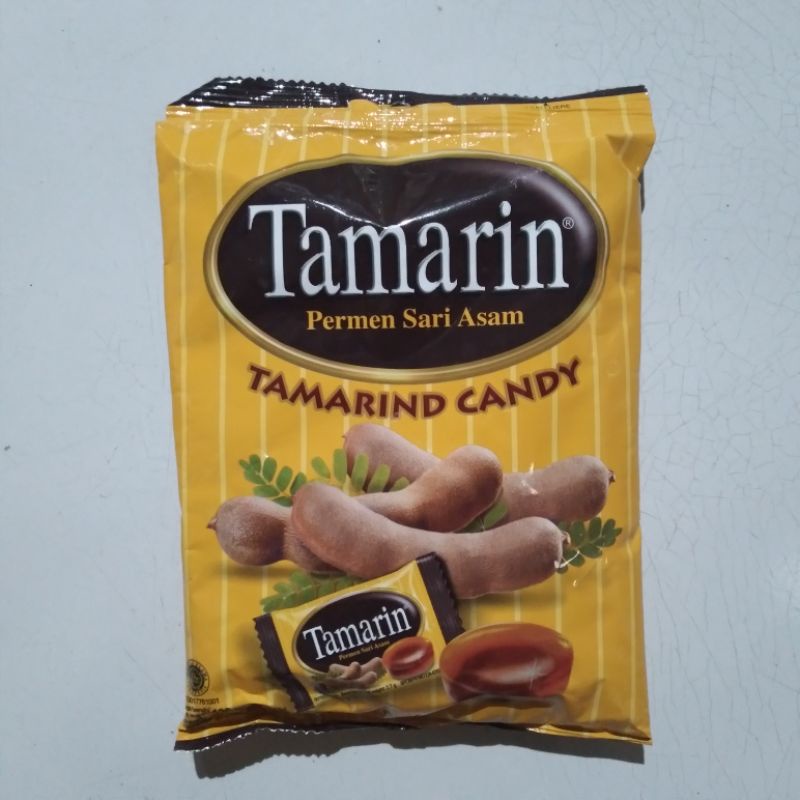 Tamarin®
Permen Sari Asam
TAMARIND CANDY
Tamarin
Permen Sari Asam